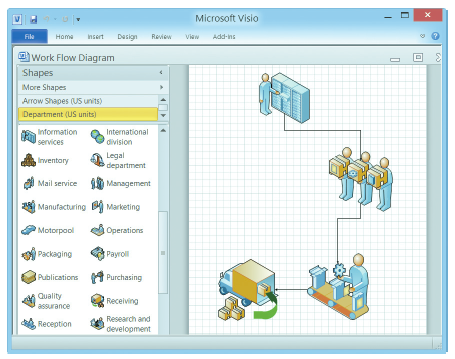 Microsoft Visio
File Home Insert Design Review View Add-Ins
Work Flow Diagram
Shapes
More Shapes
Arrow Shapes (US units)
Department (US units)
Information services
International division
Inventory
Legal department
Mail service
Management
Manufacturing
Marketing
Motorpool
Operations
Packaging
Payroll
Publications
Purchasing
Quality assurance
Receiving
Reception
Research and development